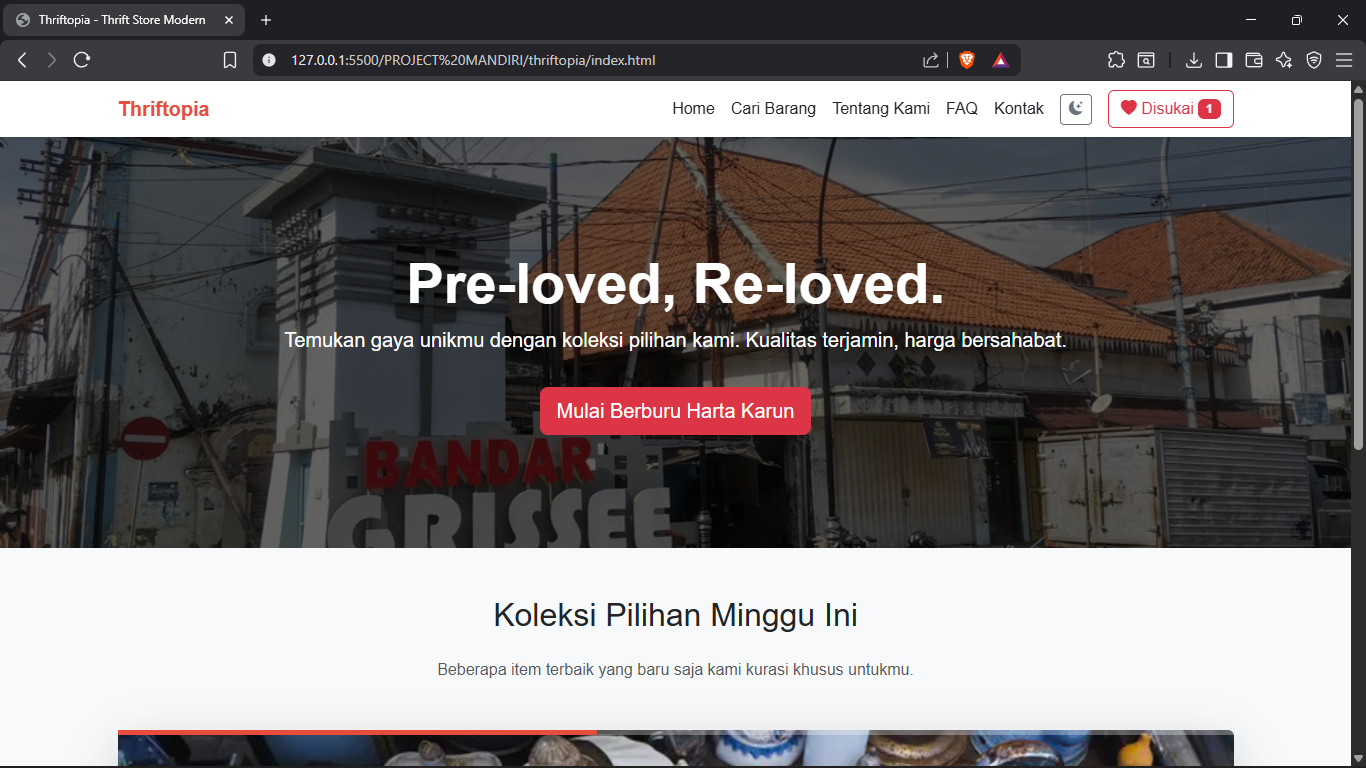 Thriftopia - Thrift Store Modern
127.0.0.1:5500/PROJECT%20MANDIRI/thriftopia/index.html
Thriftopia
Home Cari Barang Tentang Kami FAQ Kontak Disukai 1
Pre-loved, Re-loved.
Temukan gaya unikmu dengan koleksi pilihan kami. Kualitas terjamin, harga bersahabat.
Mulai Berburu Harta Karun
BANDAR
GRISSEE
Koleksi Pilihan Minggu Ini
Beberapa item terbaik yang baru saja kami kurasi khusus untukmu.